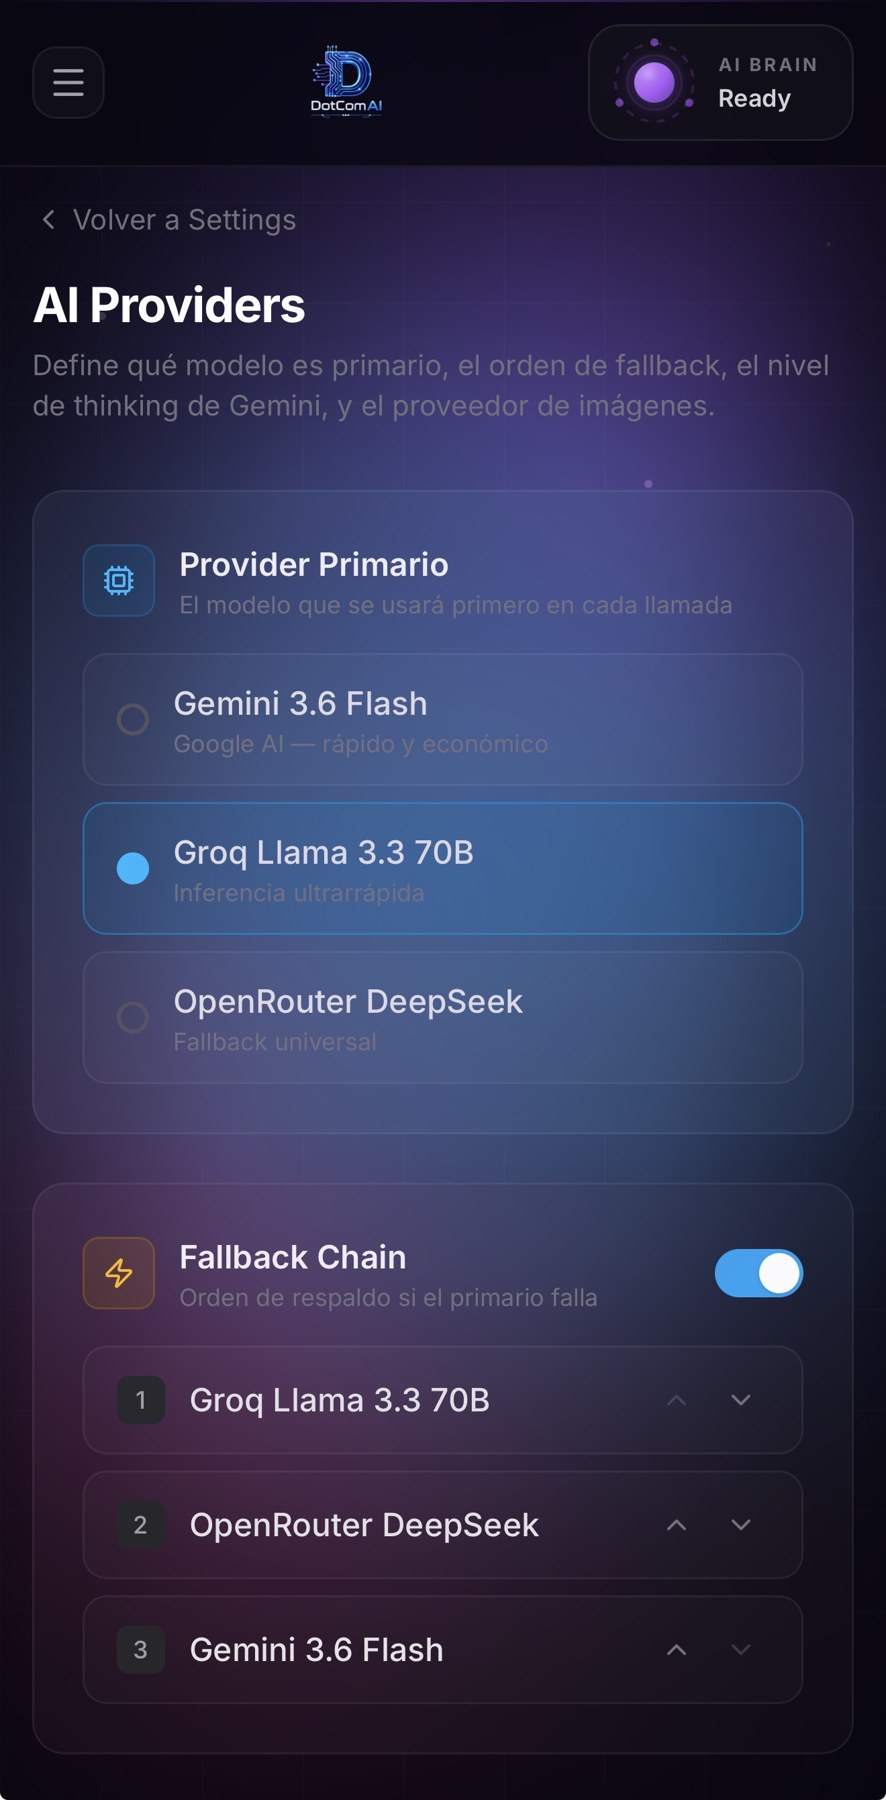 DotComAI
AI BRAIN
Ready
Volver a Settings
AI Providers
Define qué modelo es primario, el orden de fallback, el nivel
de thinking de Gemini, y el proveedor de imágenes.
Provider Primario
El modelo que se usará primero en cada llamada
Gemini 3.6 Flash
Google AI — rápido y económico
Groq Llama 3.3 70B
Inferencia ultrarrápida
OpenRouter DeepSeek
Fallback universal
Fallback Chain
Orden de respaldo si el primario falla
1 Groq Llama 3.3 70B
2 OpenRouter DeepSeek
3 Gemini 3.6 Flash